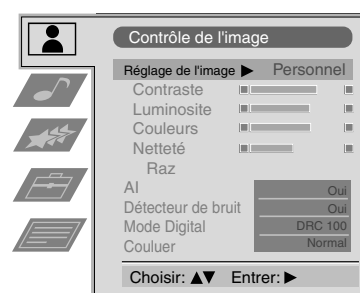 Contrôle de l'image
Réglage de l'image ▶ Personnel
Contraste
Luminosite
Couleurs
Netteté
Raz
AI Oui
Détecteur de bruit Oui
Mode Digital DRC 100
Couluer Normal
Choisir: ▲▼ Entrer: ▶